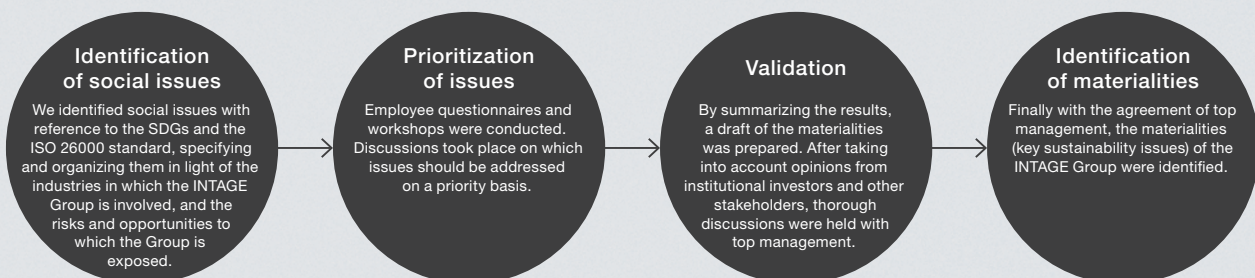 Identification
of social issues
We identified social issues with
reference to the SDGs and the
ISO 26000 standard, specifying
and organizing them in light of the
industries in which the INTAGE
Group is involved, and the
risks and opportunities to
which the Group is
exposed.
Prioritization
of issues
Employee questionnaires and
workshops were conducted.
Discussions took place on which
issues should be addressed
on a priority basis.
Validation
By summarizing the results,
a draft of the materialities
was prepared. After taking
into account opinions from
institutional investors and other
stakeholders, thorough
discussions were held with
top management.
Identification
of materialities
Finally with the agreement of top
management, the materialities
(key sustainability issues) of the
INTAGE Group were identified.